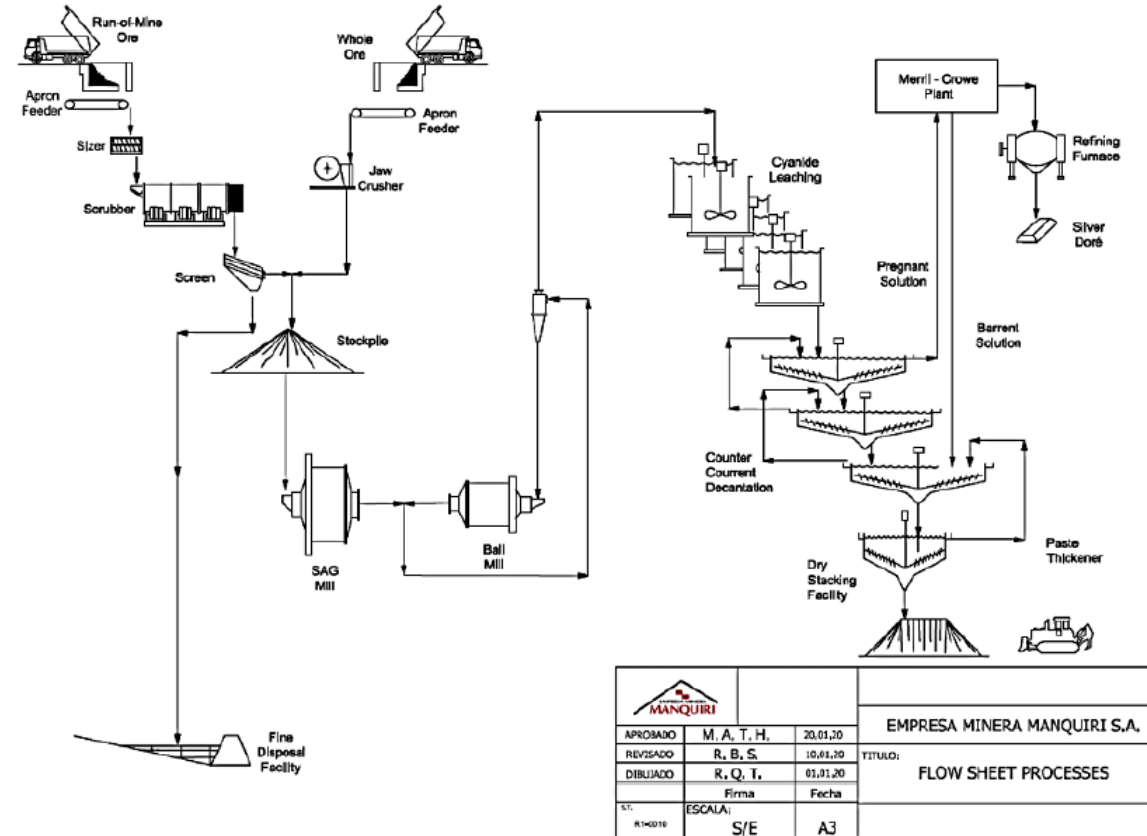 Run-of-Mine
Ore
Whole
Ore
Apron
Feeder
Apron
Feeder
Sizer
Jaw
Crusher
Scrubber
Screen
Stockpile
SAG
Mill
Ball
Mill
Fine
Disposal
Facility
Cyanide
Leaching
Merril - Crowe
Plant
Refining
Furnace
Silver
Doré
Pregnant
Solution
Barrent
Solution
Counter
Courrent
Decantation
Paste
Thickener
Dry
Stacking
Facility
EMPRESA MINERA
MANQUIRI
APROBADO M. A. T. H. 20.01.20
REVISADO R. B. S. 10.01.20
DIBUJADO R. Q. T. 01.01.20
Firma Fecha
ESCALA:
S/E A3
EMPRESA MINERA MANQUIRI S.A.
TITULO:
FLOW SHEET PROCESSES